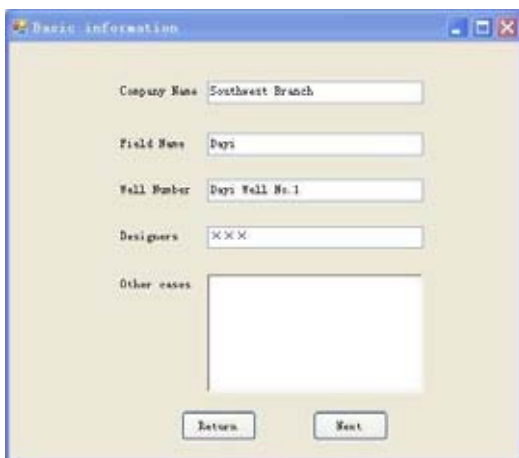 Basic information
Company Name Southwest Branch
Field Name Dayi
Well Number Dayi Well No.1
Designers ×××
Other cases
Return Next